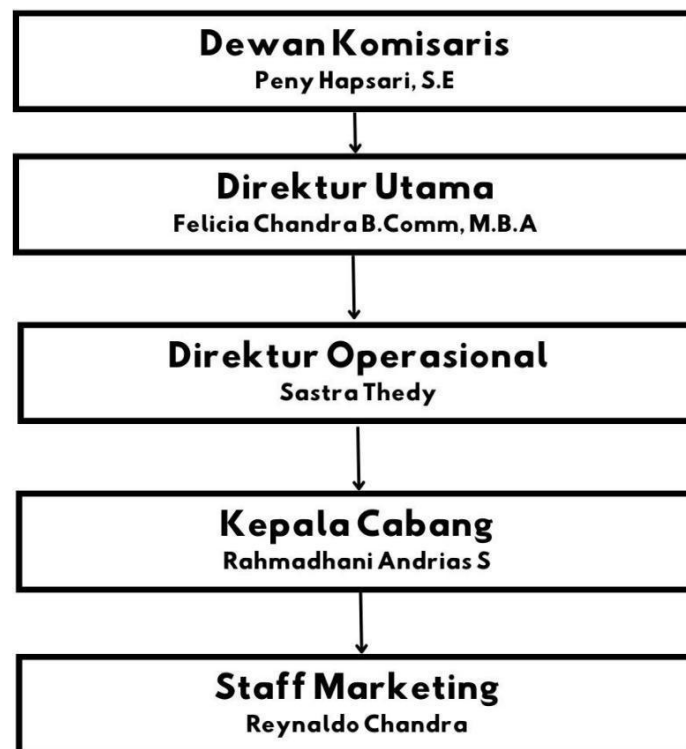 Dewan Komisaris
Peny Hapsari, S.E
Direktur Utama
Felicia Chandra B.Comm, M.B.A
Direktur Operasional
Sastra Thedy
Kepala Cabang
Rahmadhani Andrias S
Staff Marketing
Reynaldo Chandra